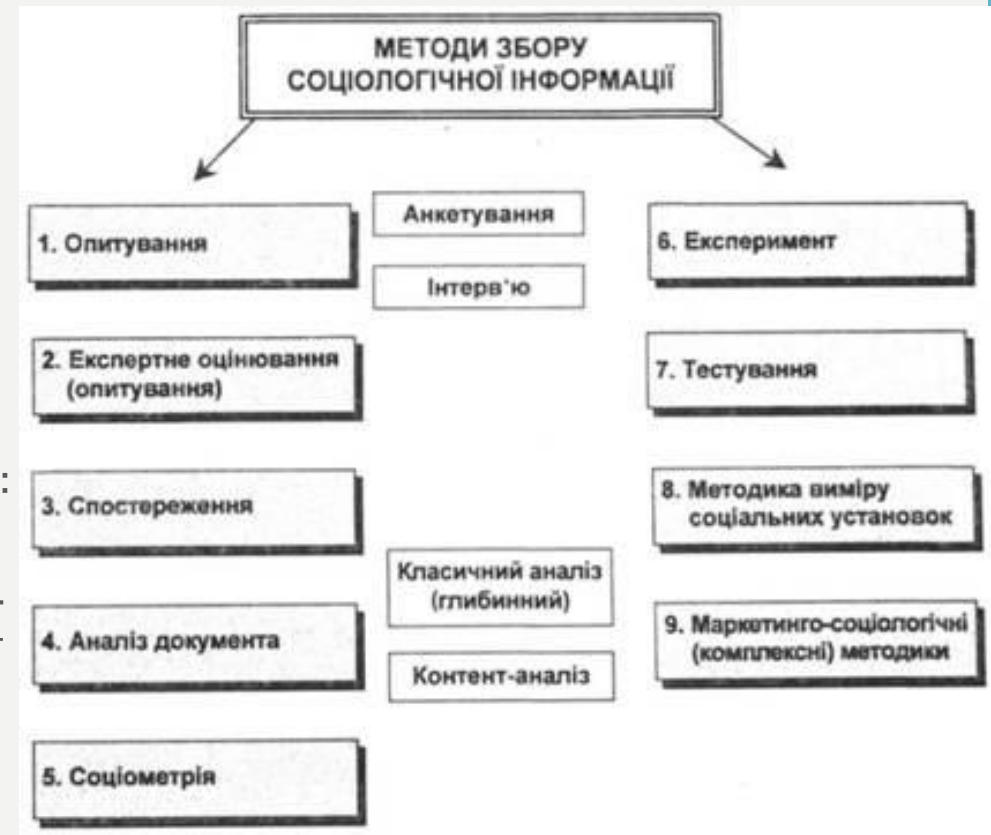 МЕТОДИ ЗБОРУ
СОЦІОЛОГІЧНОЇ ІНФОРМАЦІЇ
1. Опитування
Анкетування
Інтерв'ю
2. Експертне оцінювання
(опитування)
3. Спостереження
4. Аналіз документа
Класичний аналіз
(глибинний)
Контент-аналіз
5. Соціометрія
6. Експеримент
7. Тестування
8. Методика виміру
соціальних установок
9. Маркетинго-соціологічні
(комплексні) методики